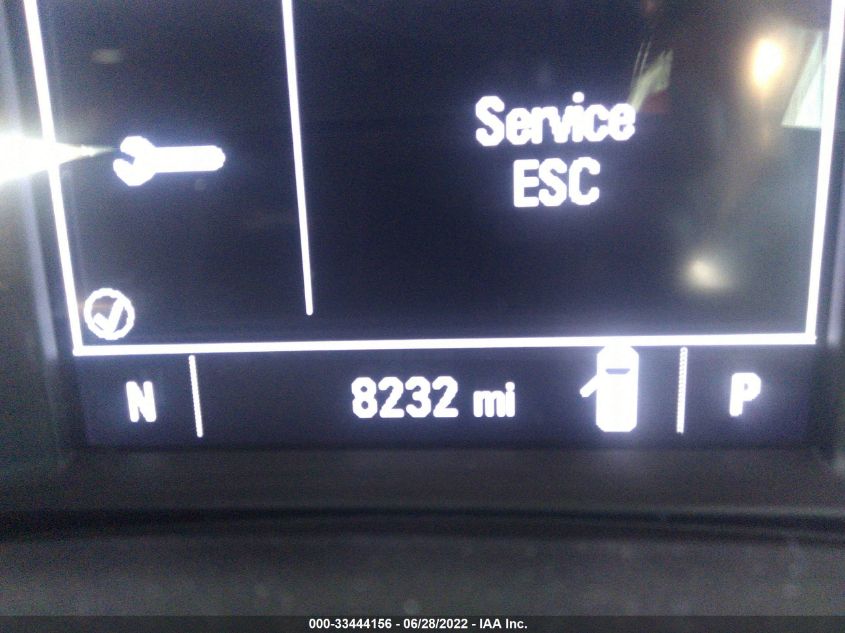 Service
ESC
N
8232 mi
P
000-33444156 - 06/28/2022 - IAA Inc.